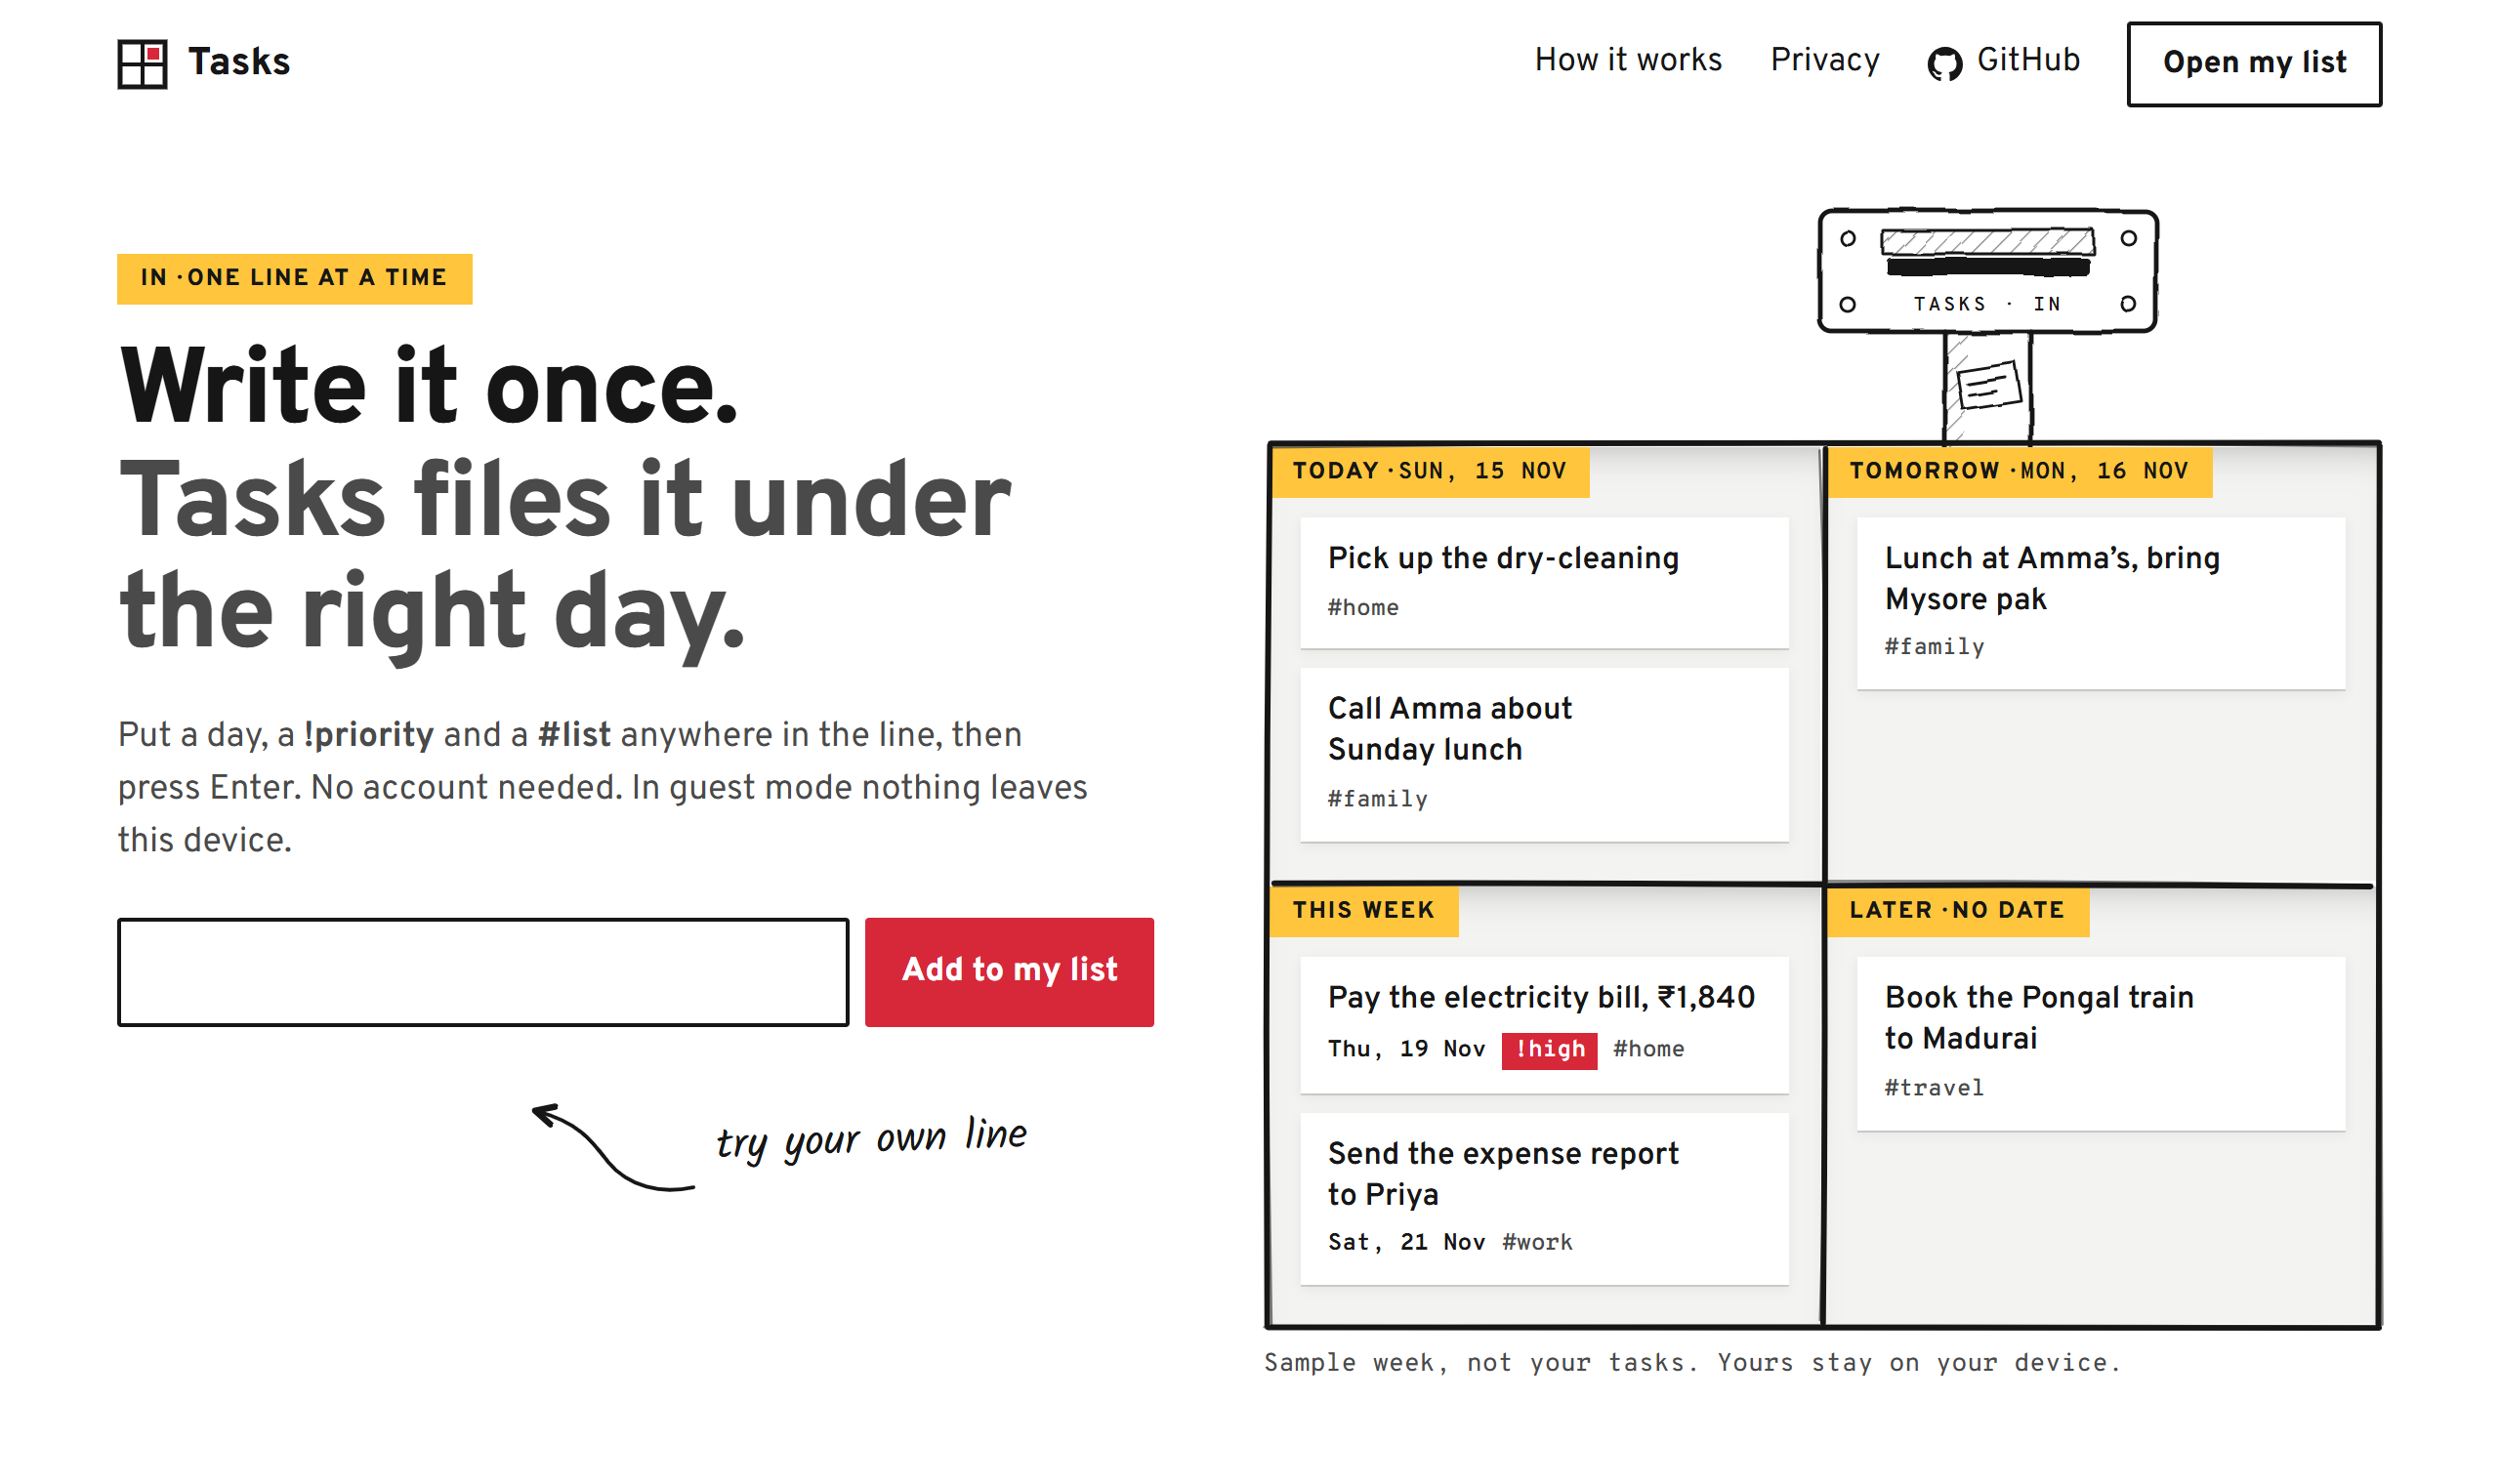 Tasks
How it works
Privacy
GitHub
Open my list
IN · ONE LINE AT A TIME
Write it once.
Tasks files it under
the right day.
Put a day, a !priority and a #list anywhere in the line, then
press Enter. No account needed. In guest mode nothing leaves
this device.
Add to my list
try your own line
TASKS · IN
TODAY · SUN, 15 NOV
Pick up the dry-cleaning
#home
Call Amma about
Sunday lunch
#family
TOMORROW · MON, 16 NOV
Lunch at Amma’s, bring
Mysore pak
#family
THIS WEEK
Pay the electricity bill, ₹1,840
Thu, 19 Nov !high #home
Send the expense report
to Priya
Sat, 21 Nov #work
LATER · NO DATE
Book the Pongal train
to Madurai
#travel
Sample week, not your tasks. Yours stay on your device.